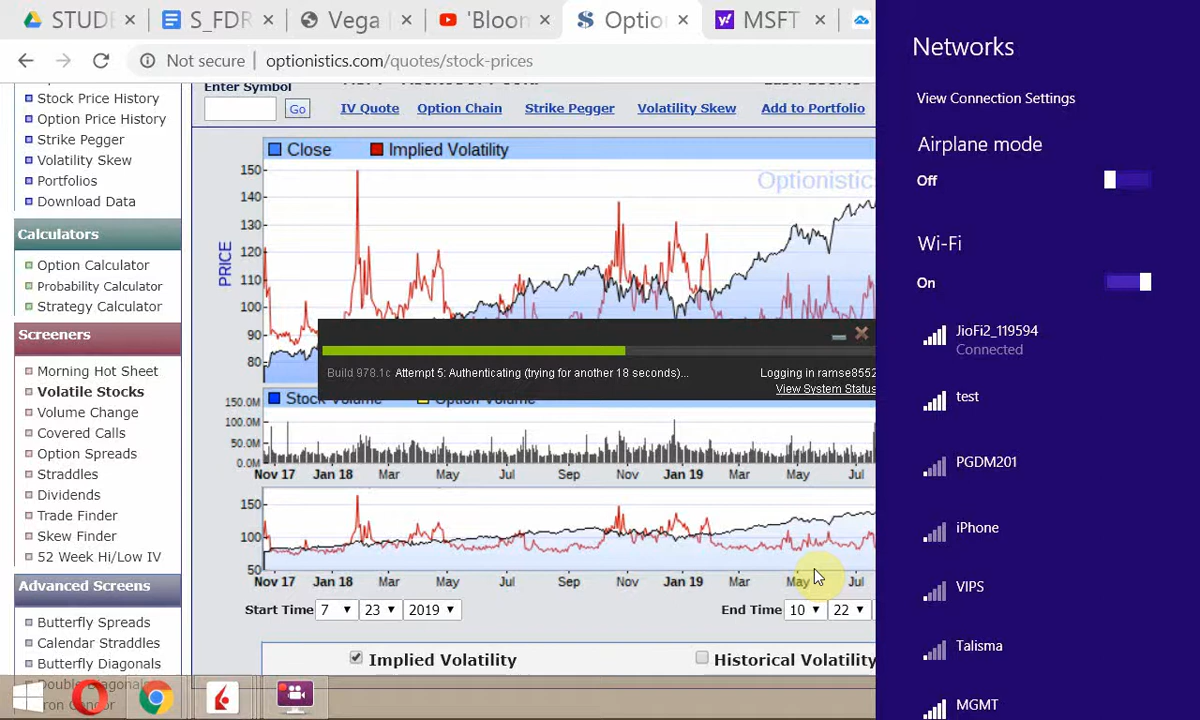 STUDE
S_FDR
Vega
'Bloon
Optio
MSFT
Not secure
optionistics.com/quotes/stock-prices
Stock Price History
Option Price History
Strike Pegger
Volatility Skew
Portfolios
Download Data
Calculators
Option Calculator
Probability Calculator
Strategy Calculator
Screeners
Morning Hot Sheet
Volatile Stocks
Volume Change
Covered Calls
Option Spreads
Straddles
Dividends
Trade Finder
Skew Finder
52 Week Hi/Low IV
Advanced Screens
Butterfly Spreads
Calendar Straddles
Butterfly Diagonals
Double Diagonals
Iron Condor
Enter Symbol
Go
IV Quote Option Chain Strike Pegger Volatility Skew Add to Portfolio
Close Implied Volatility
Optionistic
PRICE
150
140
130
120
110
100
90
80
Build 978.1c Attempt 5: Authenticating (trying for another 18 seconds)... Logging in ramse8552
View System Status
Stock Volume Option Volume
150.0M
100.0M
50.0M
0.0M
Nov 17 Jan 18 Mar May Jul Sep Nov Jan 19 Mar May Jul
150
100
50
Nov 17 Jan 18 Mar May Jul Sep Nov Jan 19 Mar May Jul
Start Time 7 23 2019 End Time 10 22
Implied Volatility Historical Volatility
Networks
View Connection Settings
Airplane mode
Off
Wi-Fi
On
JioFi2_119594
Connected
test
PGDM201
iPhone
VIPS
Talisma
MGMT